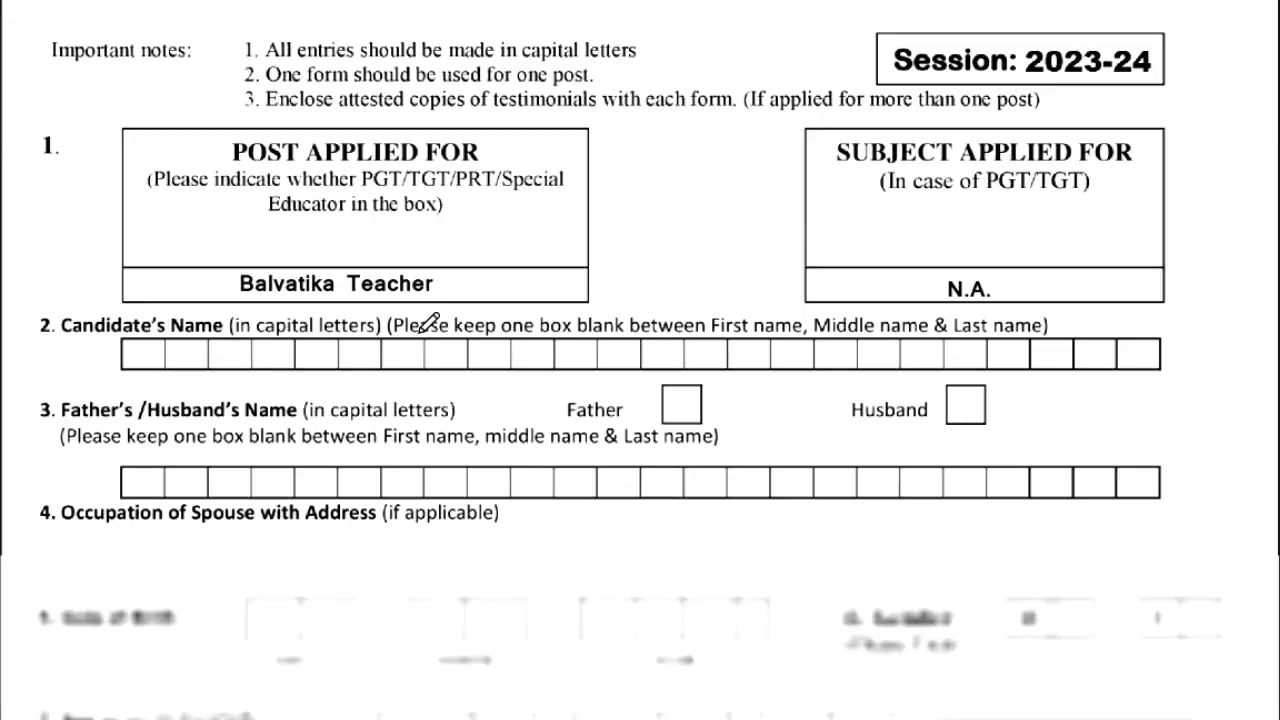 Important notes: 1. All entries should be made in capital letters
Session: 2023-24
2. One form should be used for one post.
3. Enclose attested copies of testimonials with each form. (If applied for more than one post)
1.
POST APPLIED FOR
(Please indicate whether PGT/TGT/PRT/Special
Educator in the box)
Balvatika Teacher
SUBJECT APPLIED FOR
(In case of PGT/TGT)
N.A.
2. Candidate's Name (in capital letters) (Please keep one box blank between First name, Middle name & Last name)
3. Father's /Husband's Name (in capital letters) Father Husband
(Please keep one box blank between First name, middle name & Last name)
4. Occupation of Spouse with Address (if applicable)